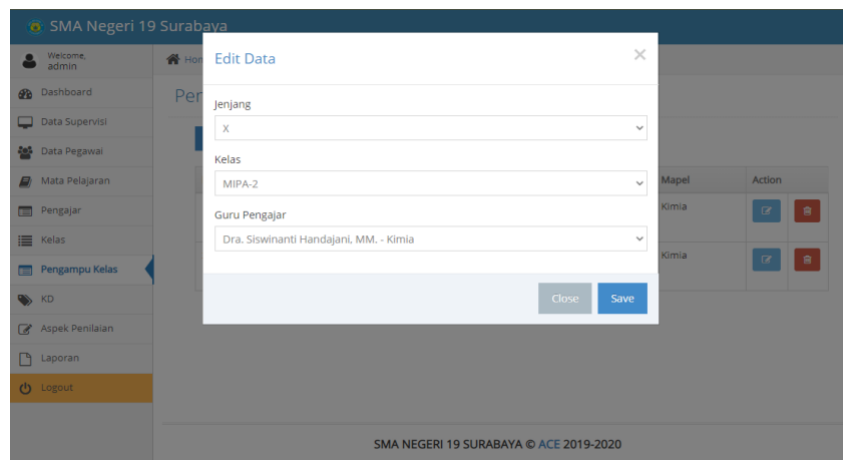 SMA Negeri 19 Surabaya
Welcome,
admin
Dashboard
Data Supervisi
Data Pegawai
Mata Pelajaran
Pengajar
Kelas
Pengampu Kelas
KD
Aspek Penilaian
Laporan
Logout
Edit Data
×
Jenjang
X
Kelas
MIPA-2
Guru Pengajar
Dra. Siswinanti Handajani, MM. - Kimia
Close Save
Mapel Action
Kimia
Kimia
SMA NEGERI 19 SURABAYA © ACE 2019-2020